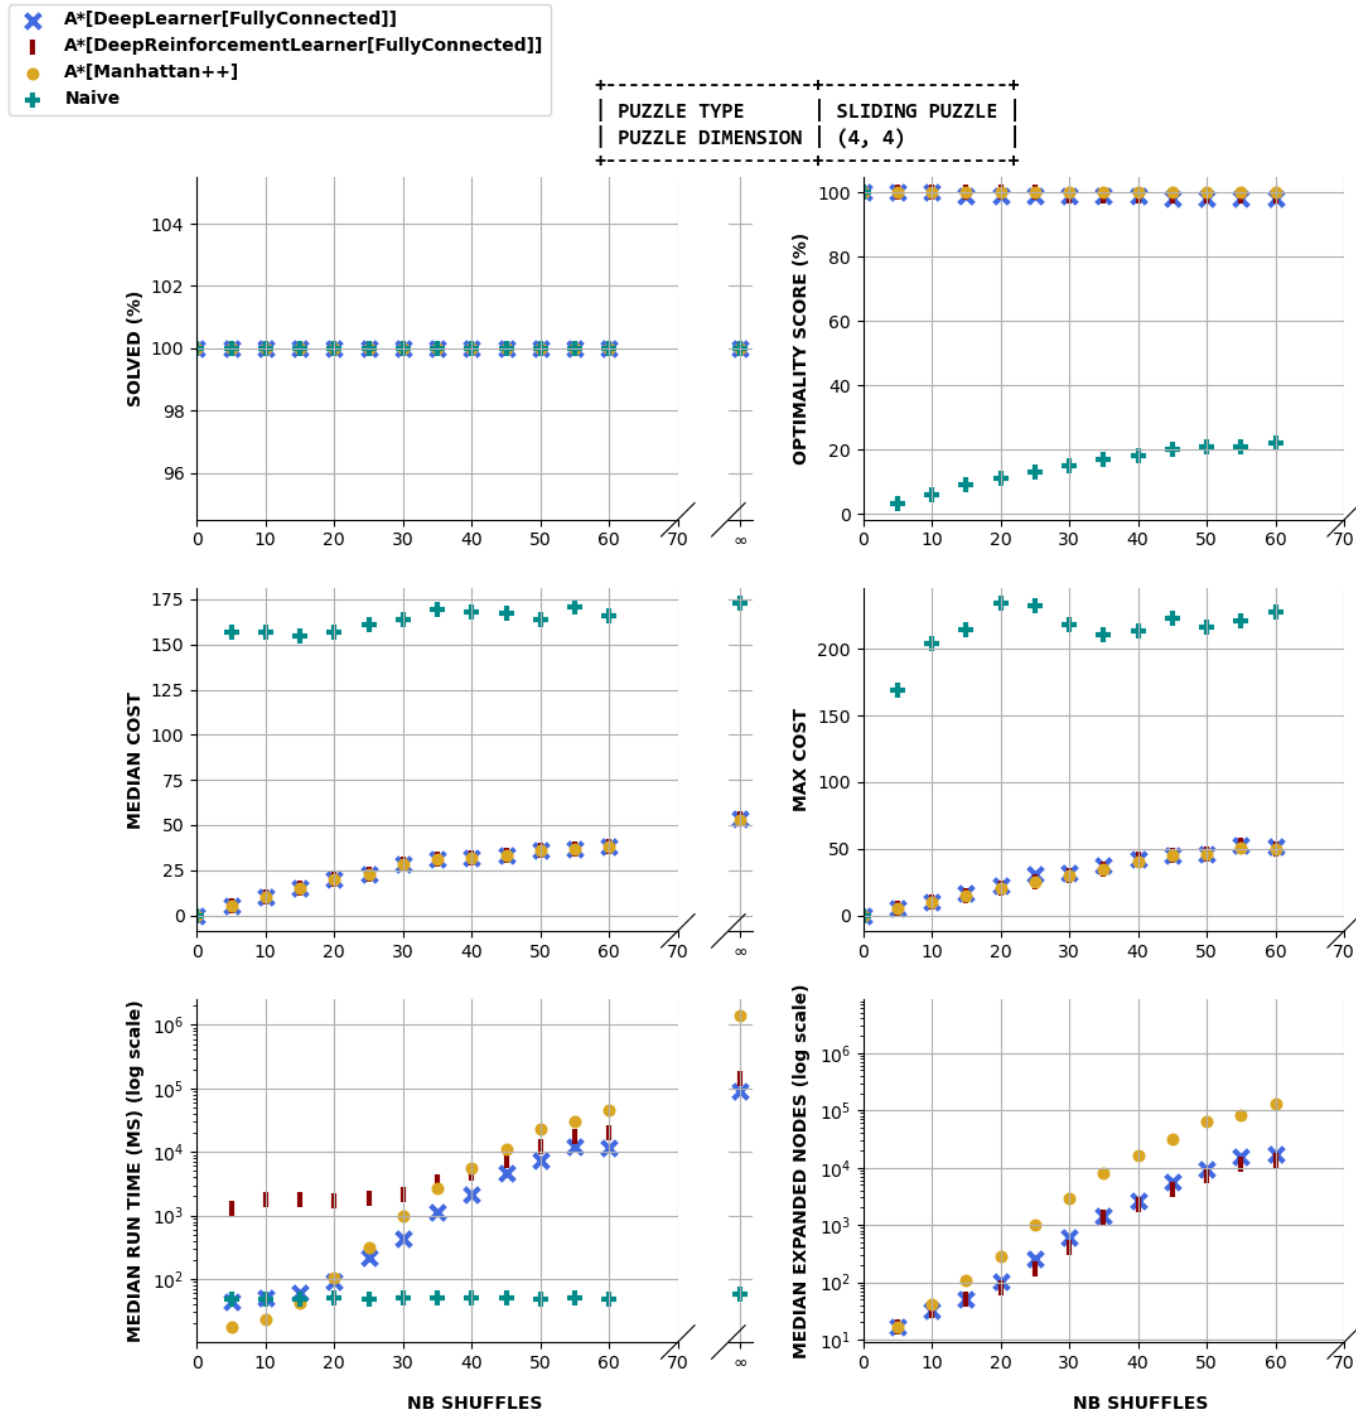 A*[DeepLearner[FullyConnected]]
A*[DeepReinforcementLearner[FullyConnected]]
A*[Manhattan++]
Naive
+--------------------+------------------+
| PUZZLE TYPE | SLIDING PUZZLE |
| PUZZLE DIMENSION | (4, 4) |
+--------------------+------------------+
SOLVED (%)
104
102
100
98
96
0 10 20 30 40 50 60 70 ∞
OPTIMALITY SCORE (%)
100
80
60
40
20
0
0 10 20 30 40 50 60 70
MEDIAN COST
175
150
125
100
75
50
25
0
0 10 20 30 40 50 60 70 ∞
MAX COST
200
150
100
50
0
0 10 20 30 40 50 60 70
MEDIAN RUN TIME (MS) (log scale)
10⁶
10⁵
10⁴
10³
10²
0 10 20 30 40 50 60 70 ∞
NB SHUFFLES
MEDIAN EXPANDED NODES (log scale)
10⁶
10⁵
10⁴
10³
10²
10¹
0 10 20 30 40 50 60 70
NB SHUFFLES